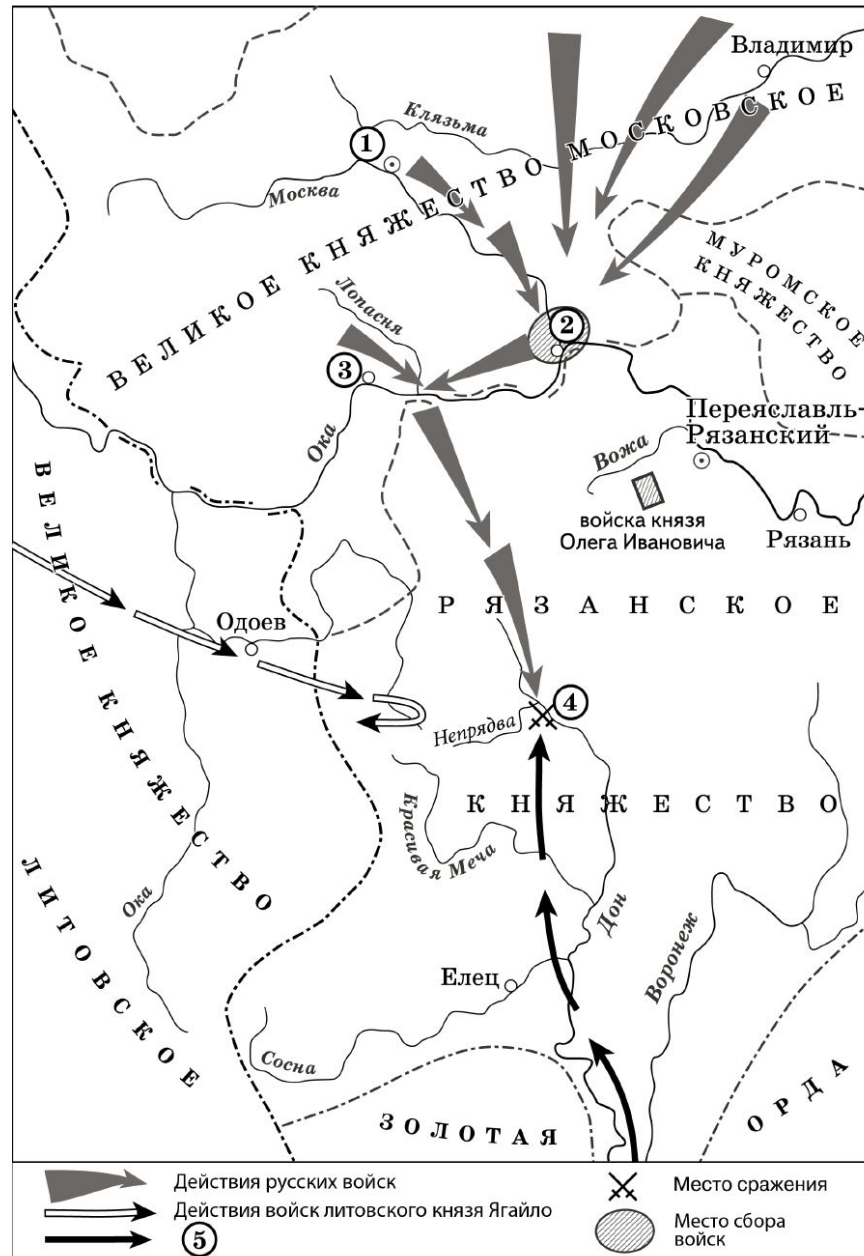 Владимир
Клязьма
1
Москва
ВЕЛИКОЕ КНЯЖЕСТВО МОСКОВСКОЕ
МУРОМСКОЕ
КНЯЖЕСТВО
Лопасня
2
3
Ока
Переяславль-
Рязанский
Вожа
войска князя
Олега Ивановича
Рязань
ВЕЛИКОЕ КНЯЖЕСТВО
ЛИТОВСКОЕ
Одоев
РЯЗАНСКОЕ
4
Непрядва
КНЯЖЕСТВО
Красивая Меча
Ока
Дон
Воронеж
Елец
Сосна
ЗОЛОТАЯ
ОРДА
Действия русских войск
Действия войск литовского князя Ягайло
5
Место сражения
Место сбора
войск